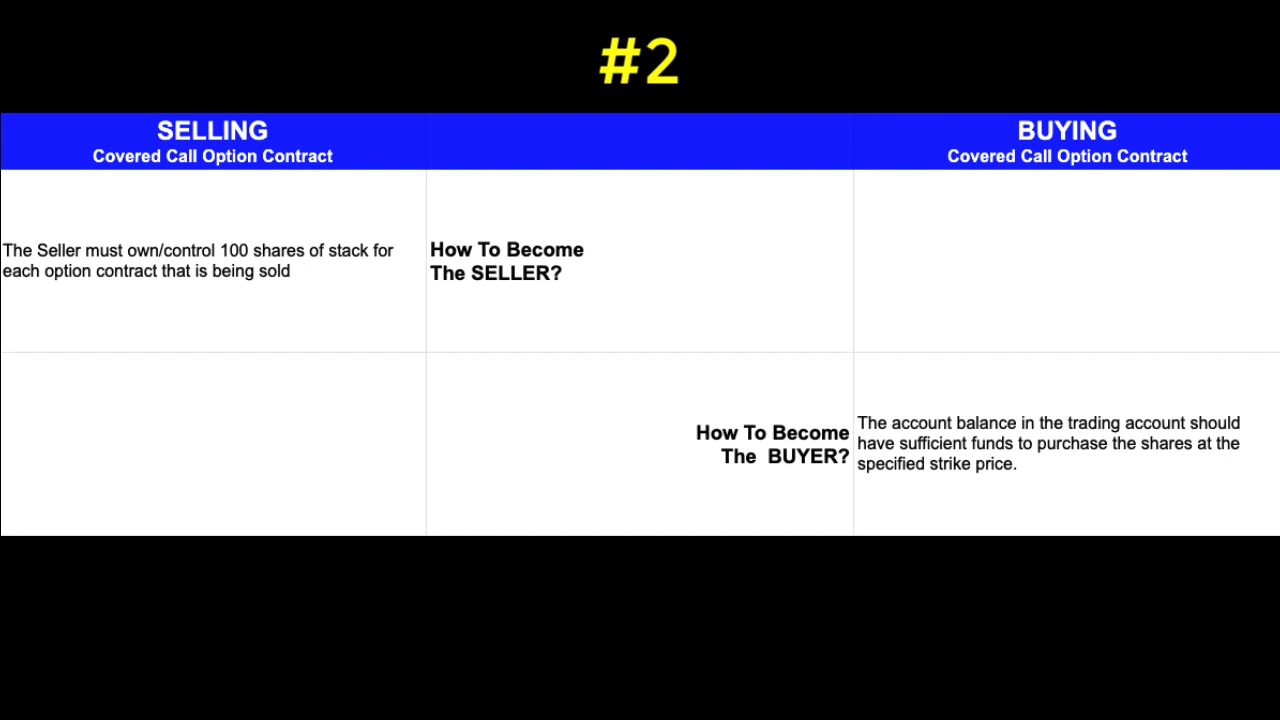 #2
SELLING
Covered Call Option Contract
BUYING
Covered Call Option Contract
The Seller must own/control 100 shares of stack for
each option contract that is being sold
How To Become
The SELLER?
How To Become
The  BUYER?
The account balance in the trading account should
have sufficient funds to purchase the shares at the
specified strike price.